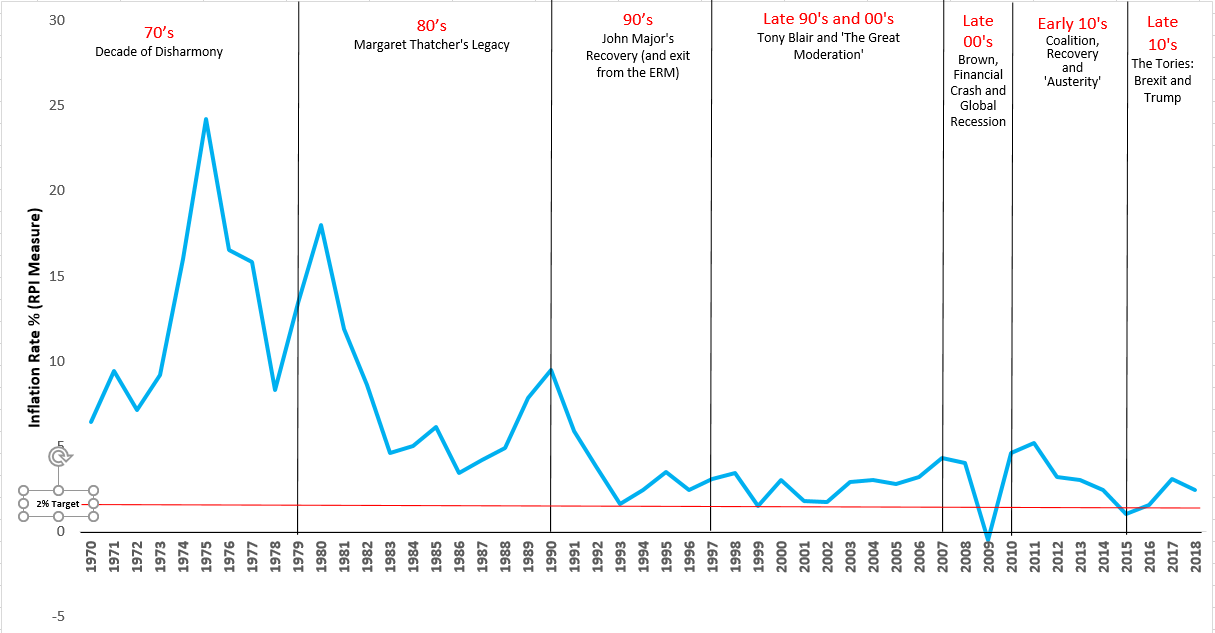 30
25
20
15
10
5
0
-5
Inflation Rate % (RPI Measure)
2% Target
70’s
Decade of Disharmony
80’s
Margaret Thatcher's Legacy
90’s
John Major's
Recovery (and exit
from the ERM)
Late 90's and 00's
Tony Blair and 'The Great
Moderation'
Late
00's
Brown,
Financial
Crash and
Global
Recession
Early 10's
Coalition,
Recovery
and
'Austerity'
Late
10's
The Tories:
Brexit and
Trump
1970
1971
1972
1973
1974
1975
1976
1977
1978
1979
1980
1981
1982
1983
1984
1985
1986
1987
1988
1989
1990
1991
1992
1993
1994
1995
1996
1997
1998
1999
2000
2001
2002
2003
2004
2005
2006
2007
2008
2009
2010
2011
2012
2013
2014
2015
2016
2017
2018